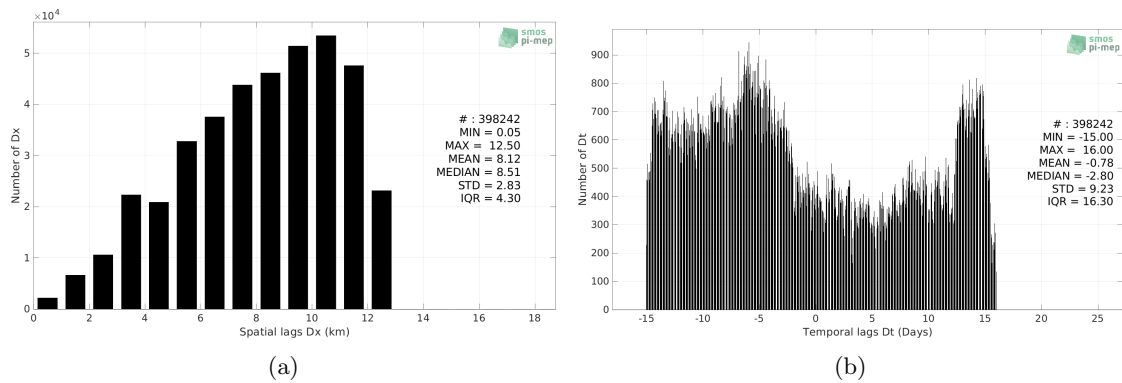 ×10⁴
5
4
3
2
1
0
Number of Dx
0 2 4 6 8 10 12 14 16 18
Spatial lags Dx (km)
smos
pi-mep
# : 398242
MIN = 0.05
MAX = 12.50
MEAN = 8.12
MEDIAN = 8.51
STD = 2.83
IQR = 4.30
(a)
900
800
700
600
500
400
300
200
100
0
Number of Dt
-15 -10 -5 0 5 10 15 20 25
Temporal lags Dt (Days)
smos
pi-mep
# : 398242
MIN = -15.00
MAX = 16.00
MEAN = -0.78
MEDIAN = -2.80
STD = 9.23
IQR = 16.30
(b)